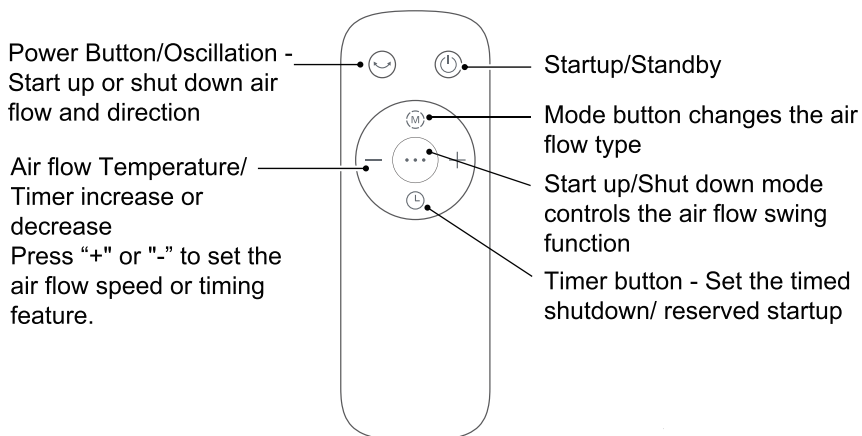 Power Button/Oscillation -
Start up or shut down air
flow and direction
Air flow Temperature/
Timer increase or
decrease
Press “+" or "-” to set the
air flow speed or timing
feature.
M
Startup/Standby
Mode button changes the air
flow type
Start up/Shut down mode
controls the air flow swing
function
Timer button - Set the timed
shutdown/ reserved startup